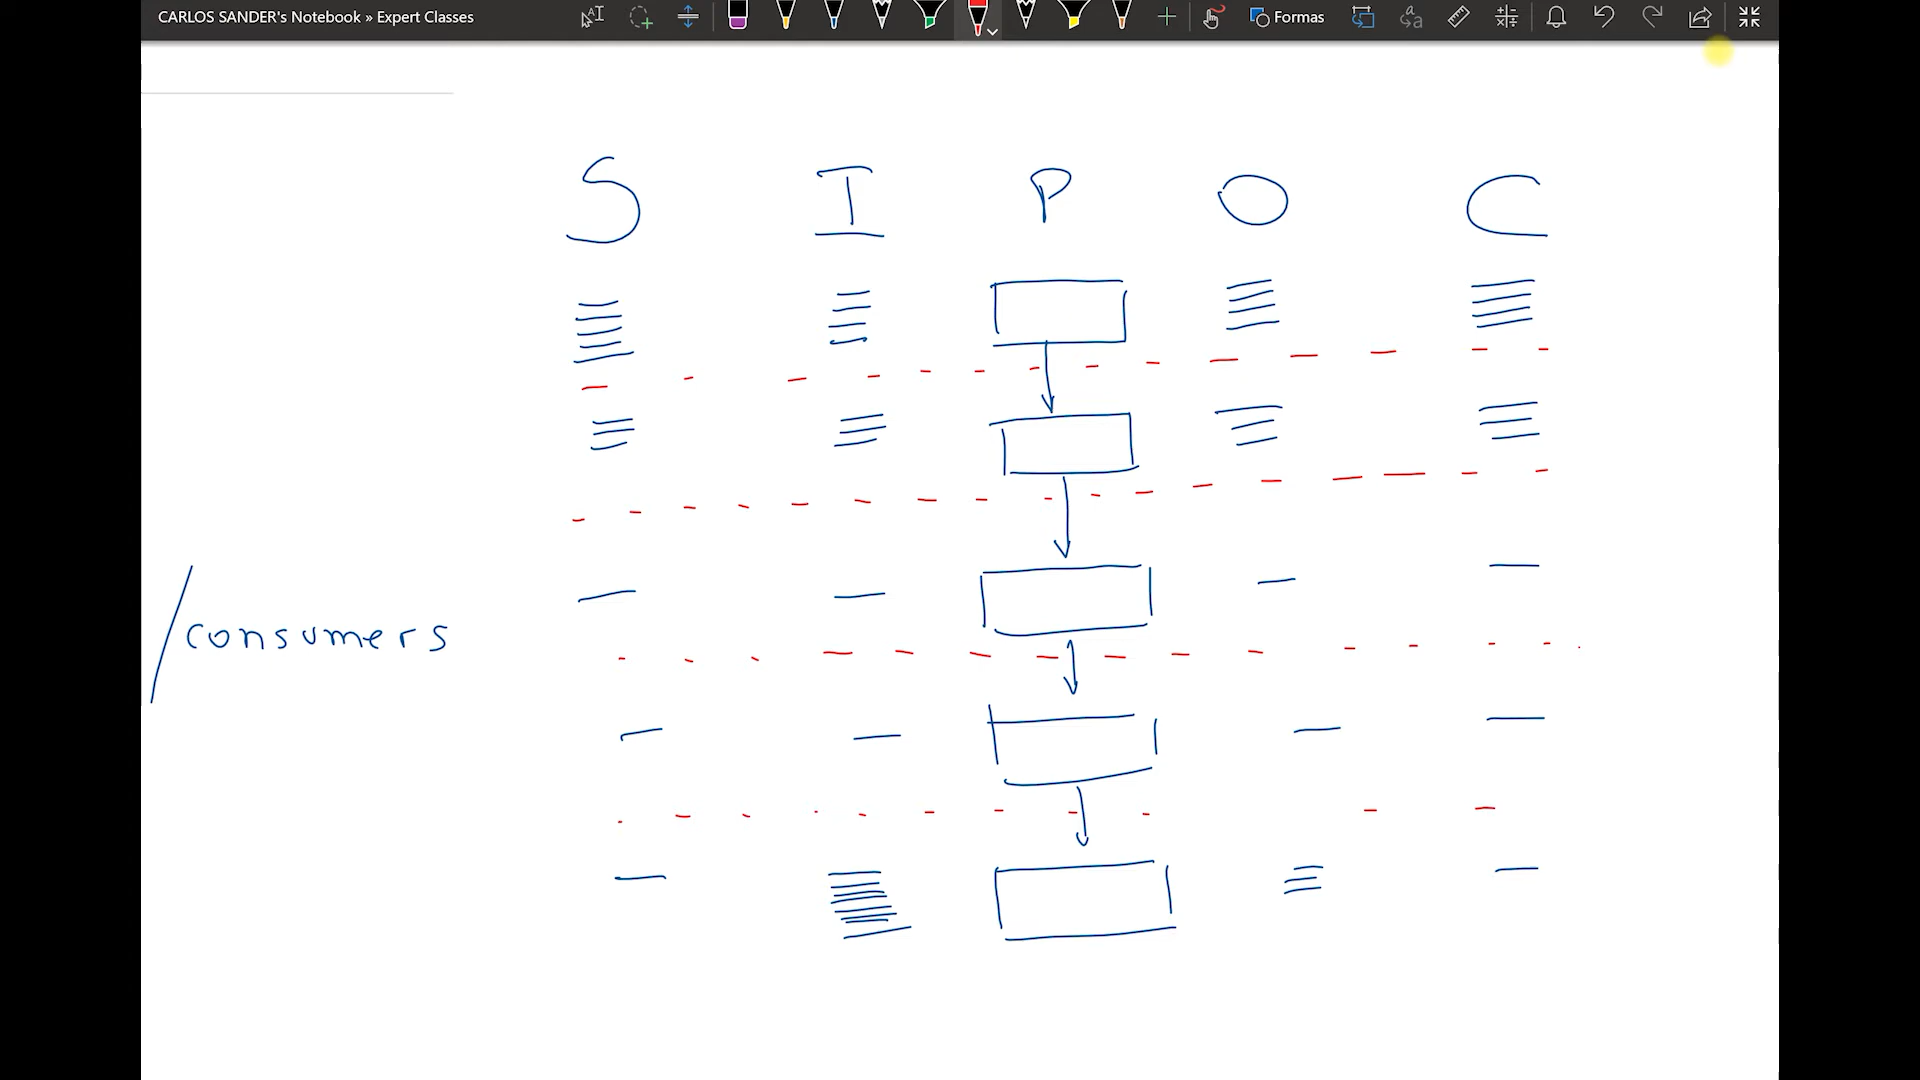 CARLOS SANDER's Notebook » Expert Classes
Formas
S I P O C
/consumers